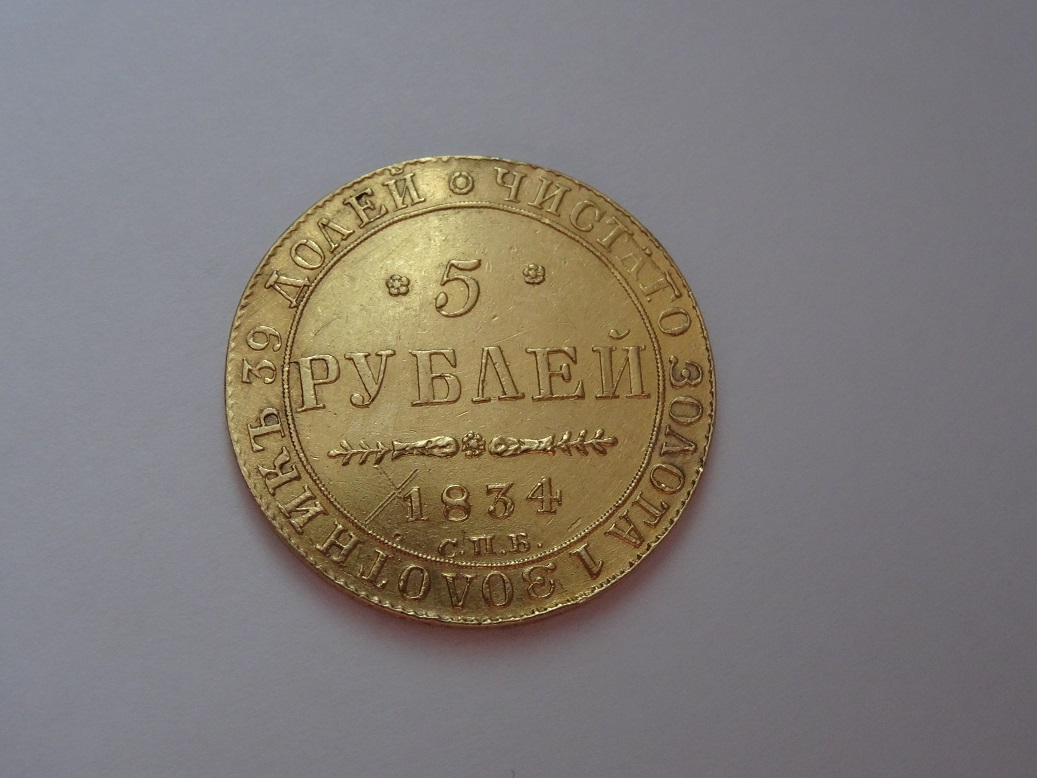 ЧИСТАГО ЗОЛОТА 1 ЗОЛОТНИКЪ 39 ДОЛЕЙ
5
РУБЛЕЙ
1834
С.П.Б.